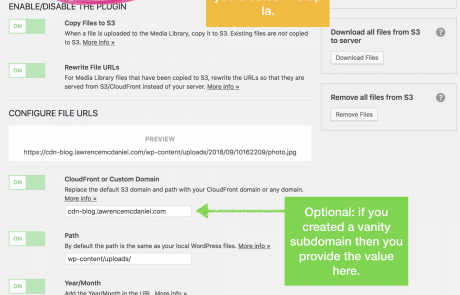 ENABLE/DISABLE THE PLUGIN
la.
ON
Copy Files to S3
When a file is uploaded to the Media Library, copy it to S3. Existing files are not copied
to S3. More info »
Download all files from S3
to server
?
Download Files
ON
Rewrite File URLs
For Media Library files that have been copied to S3, rewrite the URLs so that they are
served from S3/CloudFront instead of your server. More info »
Remove all files from S3
?
Remove Files
CONFIGURE FILE URLS
PREVIEW
https://cdn-blog.lawrencemcdaniel.com/wp-content/uploads/2018/09/10162209/photo.jpg
ON
CloudFront or Custom Domain
Replace the default S3 domain and path with your CloudFront domain or any domain.
More info »
cdn-blog.lawrencemcdaniel.com
Optional: if you
created a vanity
subdomain then you
provide the value
here.
ON
Path
By default the path is the same as your local WordPress files. More info »
wp-content/uploads/
ON
Year/Month
Add the Year/Month in the URL. More info »